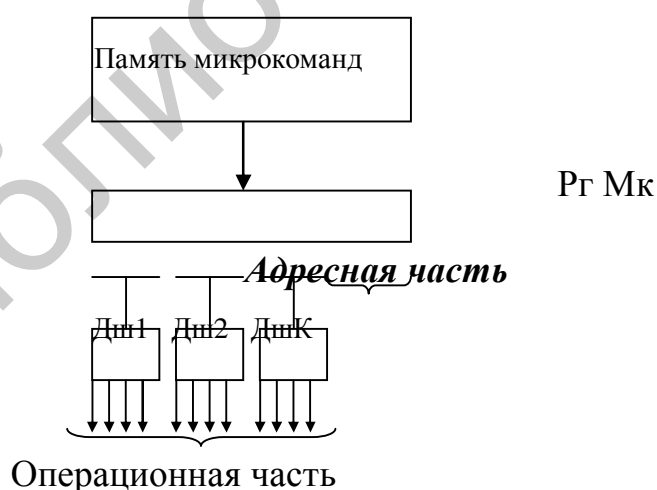 Память микрокоманд
Рг Мк
Адресная часть
Дш1 Дш2 ДшК
Операционная часть